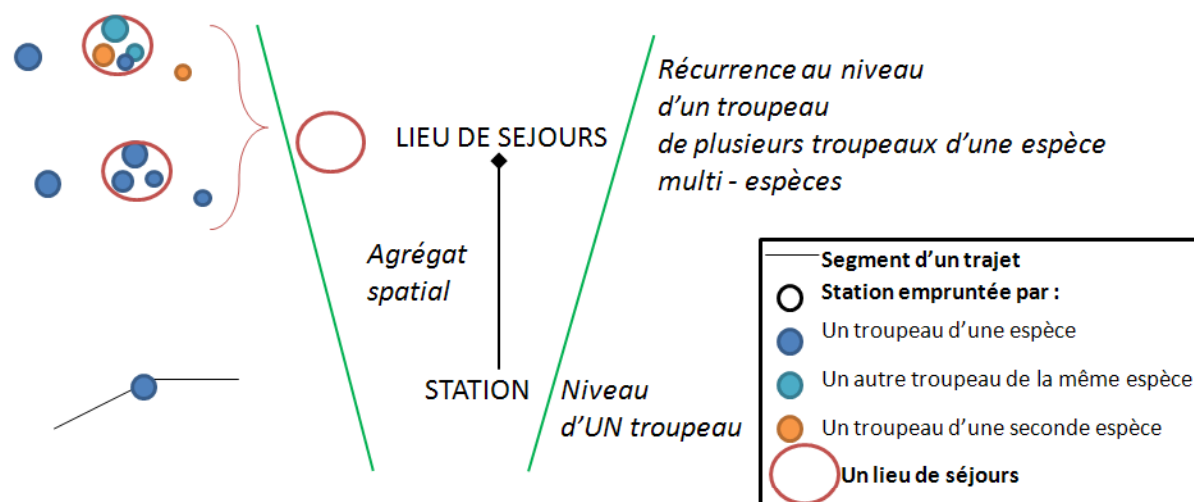 Récurrence au niveau
d'un troupeau
de plusieurs troupeaux d'une espèce
multi - espèces
LIEU DE SEJOURS
Agrégat
spatial
STATION
Niveau
d'UN troupeau
Segment d'un trajet
Station empruntée par :
Un troupeau d'une espèce
Un autre troupeau de la même espèce
Un troupeau d'une seconde espèce
Un lieu de séjours